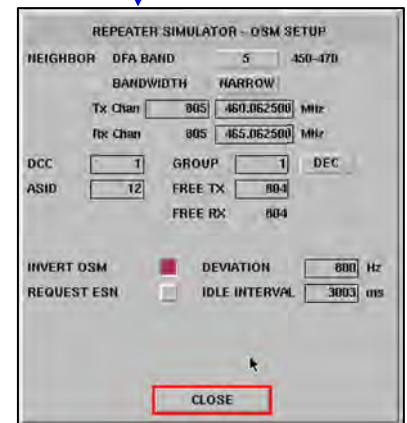 REPEATER SIMULATOR - OSM SETUP
NEIGHBOR DFA BAND 5 450-470
BANDWIDTH NARROW
Tx Chan 805 460.062500 MHz
Rx Chan 805 465.062500 MHz
DCC 1 GROUP 1 DEC
ASID 12 FREE TX 804
FREE RX 804
INVERT OSM DEVIATION 800 Hz
REQUEST ESN IDLE INTERVAL 3003 ms
CLOSE